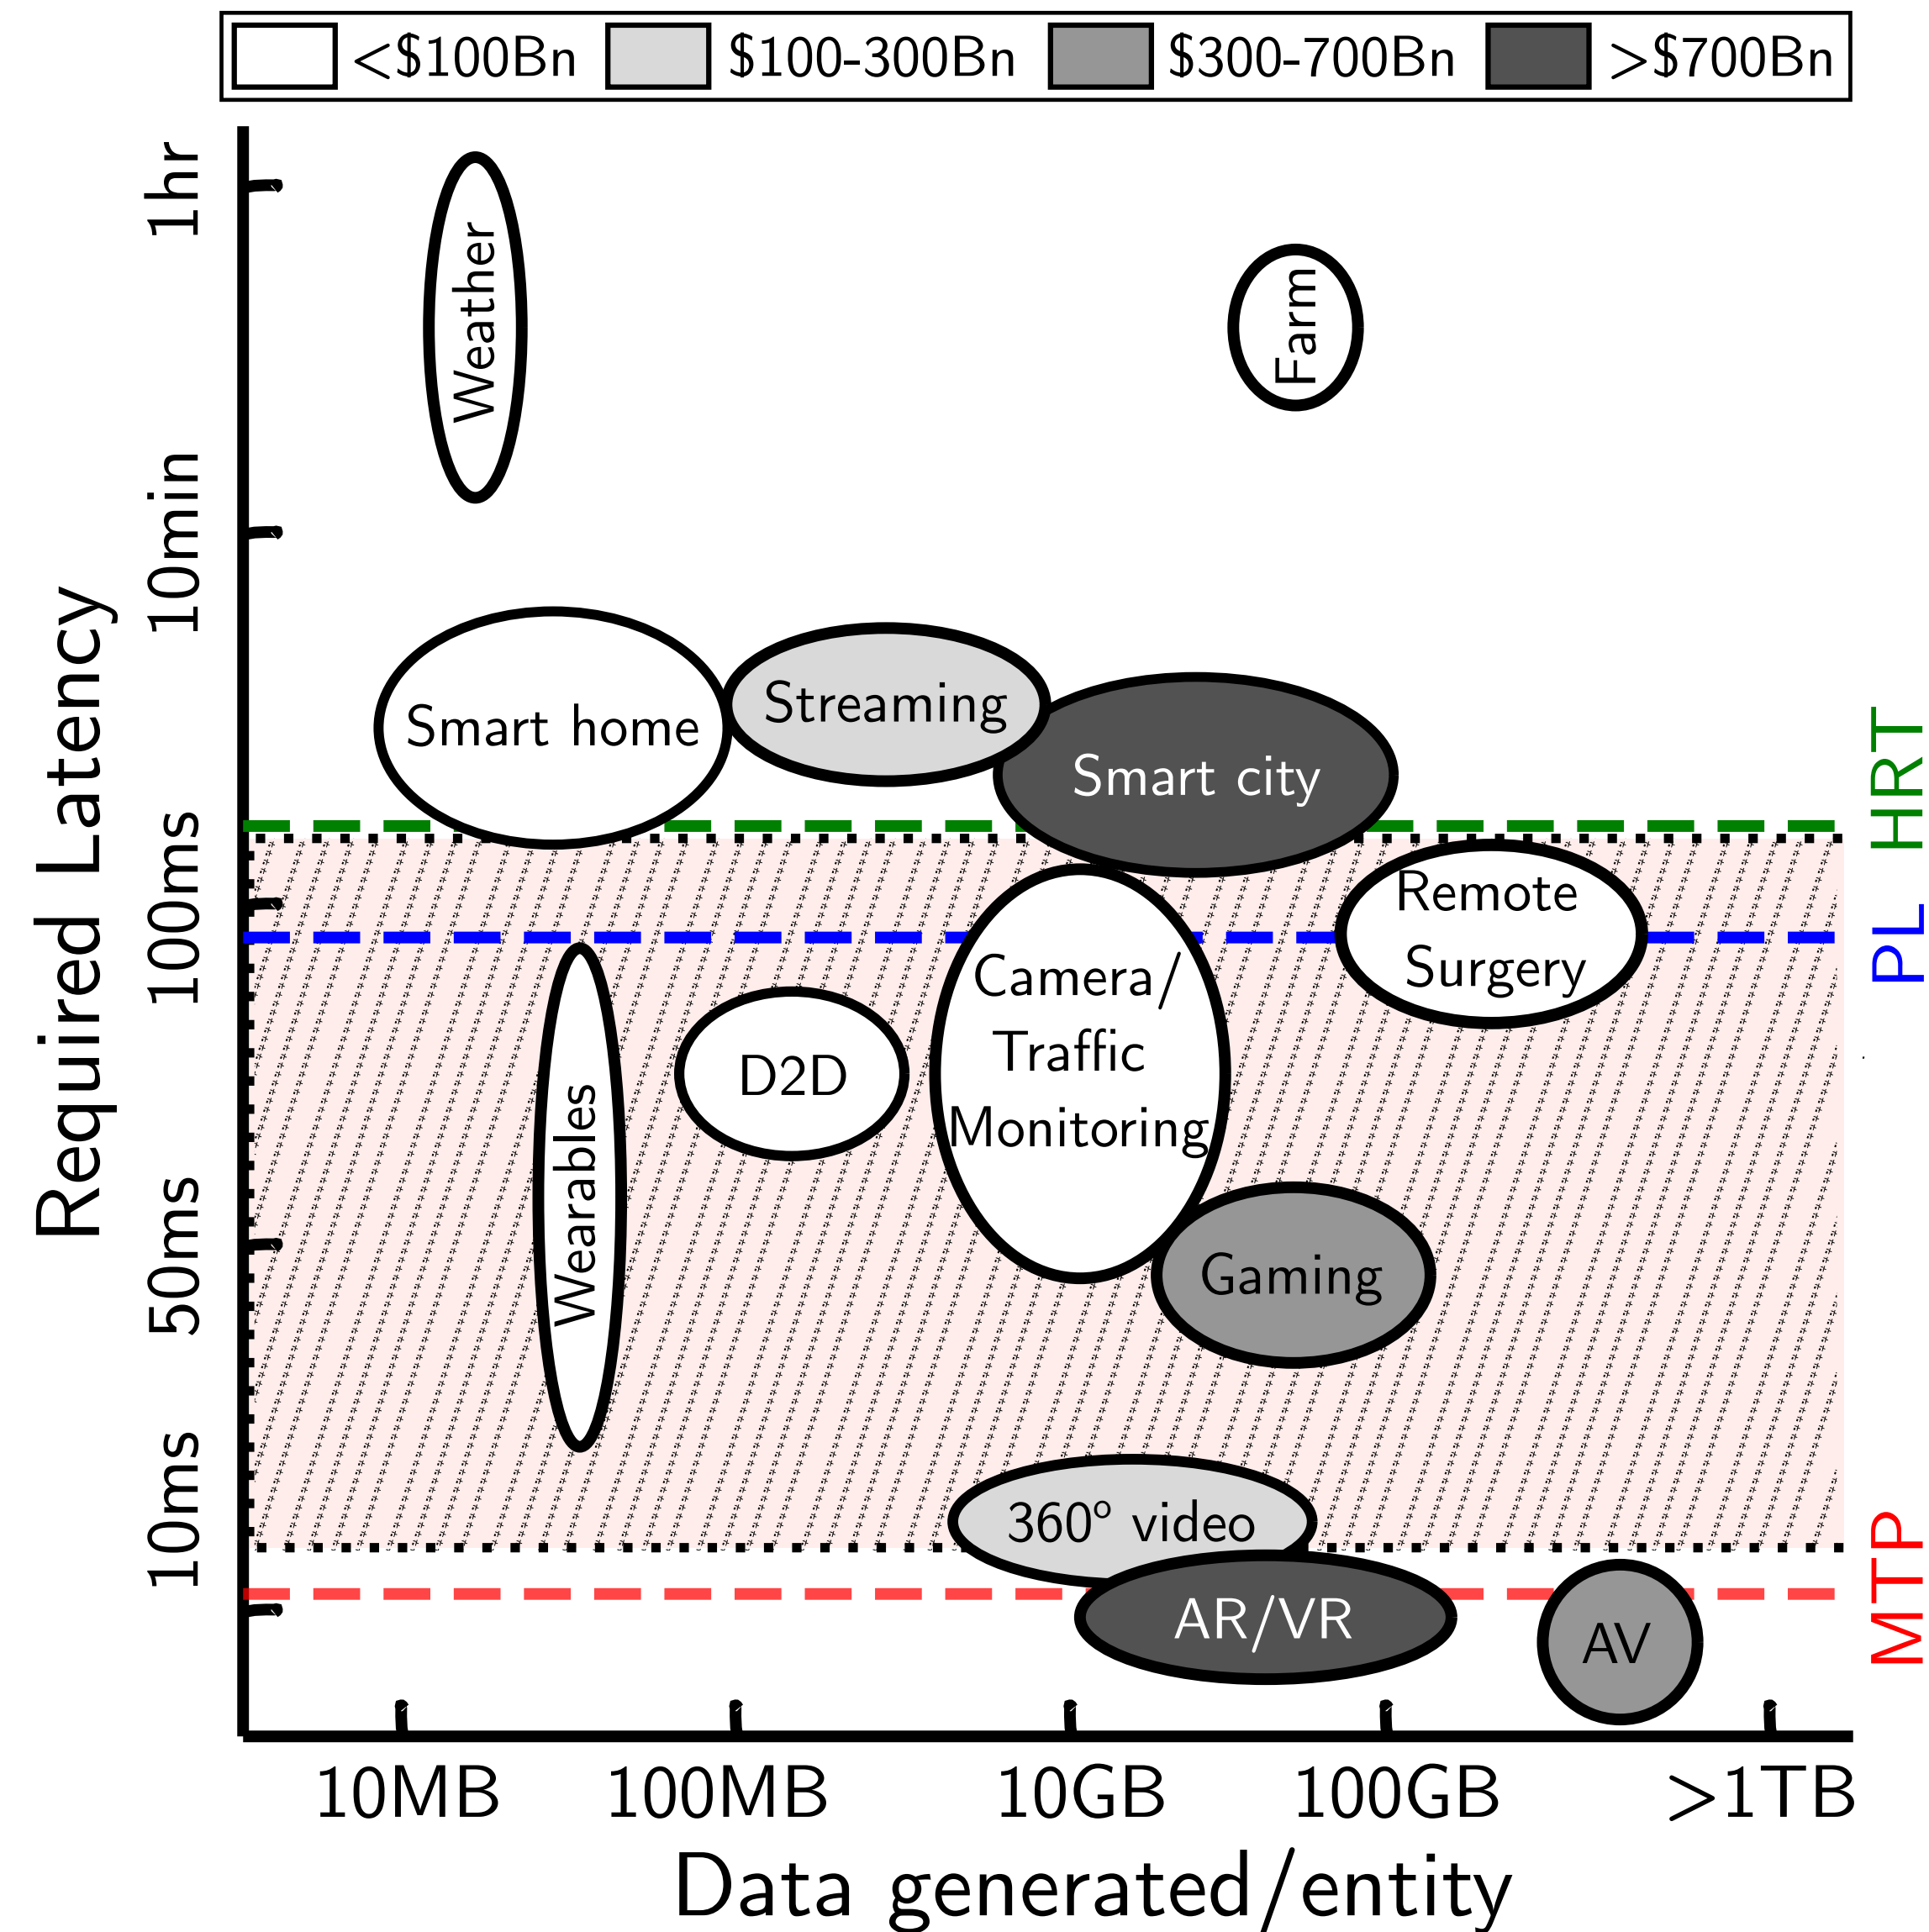 <$100Bn $100-300Bn $300-700Bn >$700Bn
Required Latency
1hr
10min
100ms
50ms
10ms
Weather
Farm
Smart home
Streaming
Smart city
HRT
Remote
Surgery
PL
Camera/
Traffic
Monitoring
D2D
Wearables
Gaming
360º video
AR/VR
AV
MTP
10MB 100MB 10GB 100GB >1TB
Data generated/entity